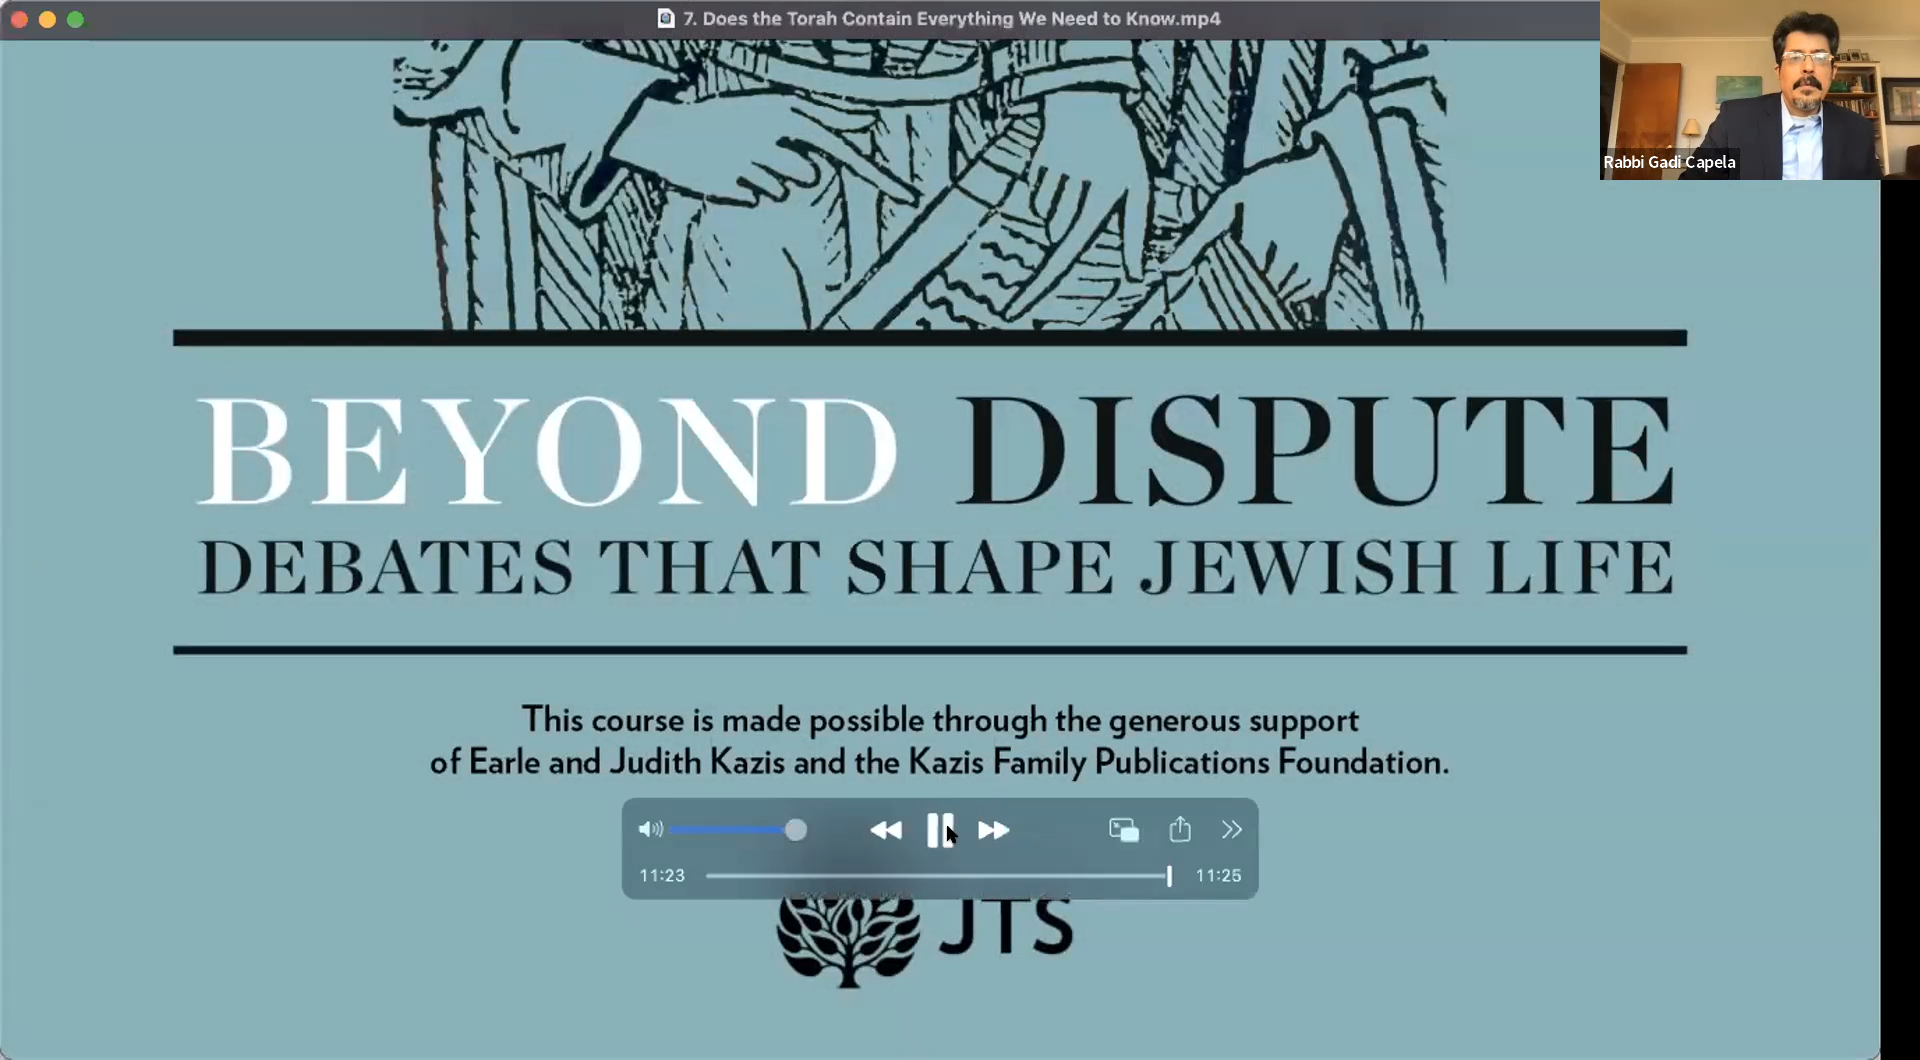 7. Does the Torah Contain Everything We Need to Know.mp4
Rabbi Gadi Capela
BEYOND DISPUTE
DEBATES THAT SHAPE JEWISH LIFE
This course is made possible through the generous support
of Earle and Judith Kazis and the Kazis Family Publications Foundation.
11:23
11:25
JTS